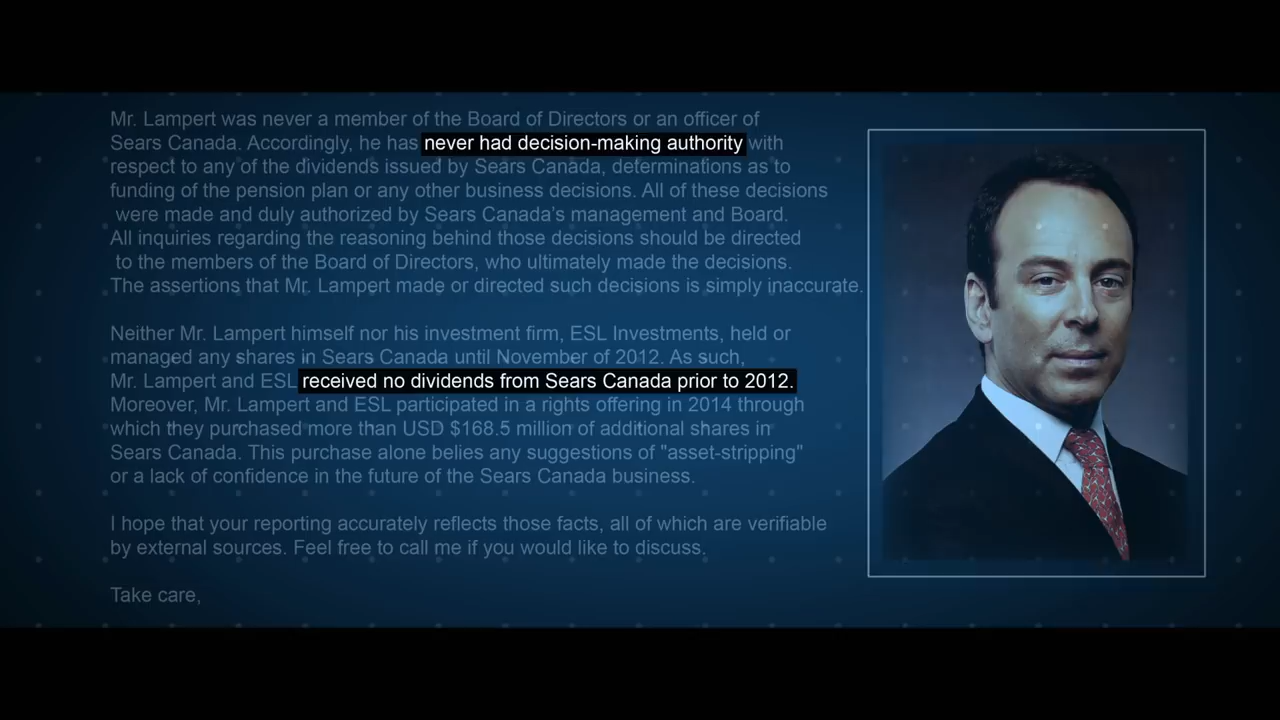 Mr. Lampert was never a member of the Board of Directors or an officer of
Sears Canada. Accordingly, he has never had decision-making authority with
respect to any of the dividends issued by Sears Canada, determinations as to
funding of the pension plan or any other business decisions. All of these decisions
were made and duly authorized by Sears Canada's management and Board.
All inquiries regarding the reasoning behind those decisions should be directed
to the members of the Board of Directors, who ultimately made the decisions.
The assertions that Mr. Lampert made or directed such decisions is simply inaccurate.
Neither Mr. Lampert himself nor his investment firm, ESL Investments, held or
managed any shares in Sears Canada until November of 2012. As such,
Mr. Lampert and ESL received no dividends from Sears Canada prior to 2012.
Moreover, Mr. Lampert and ESL participated in a rights offering in 2014 through
which they purchased more than USD $168.5 million of additional shares in
Sears Canada. This purchase alone belies any suggestions of "asset-stripping"
or a lack of confidence in the future of the Sears Canada business.
I hope that your reporting accurately reflects those facts, all of which are verifiable
by external sources. Feel free to call me if you would like to discuss.
Take care,